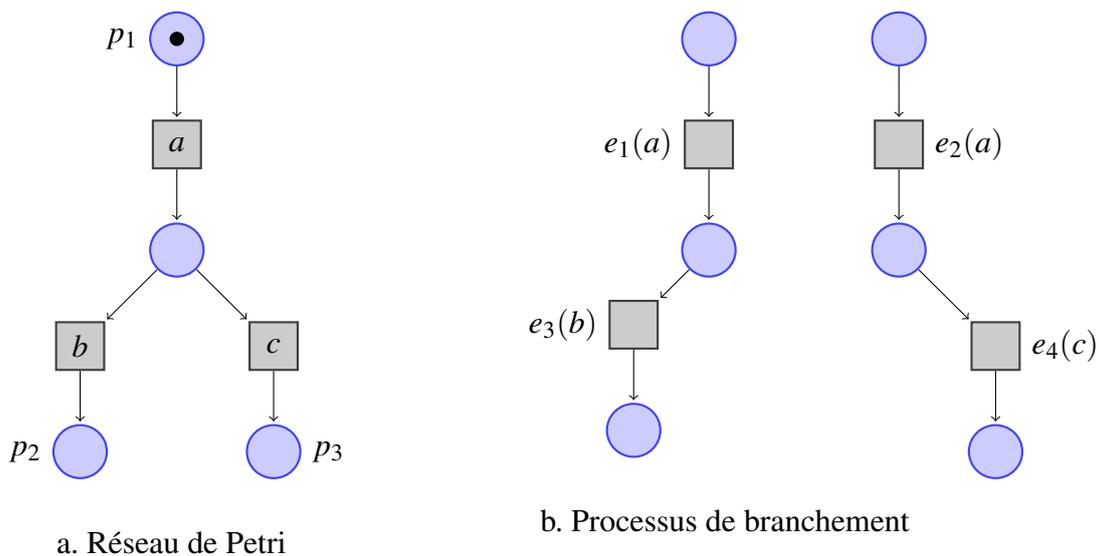 p1
a
b
c
p2
p3
a. Réseau de Petri
e1(a)
e2(a)
e3(b)
e4(c)
b. Processus de branchement